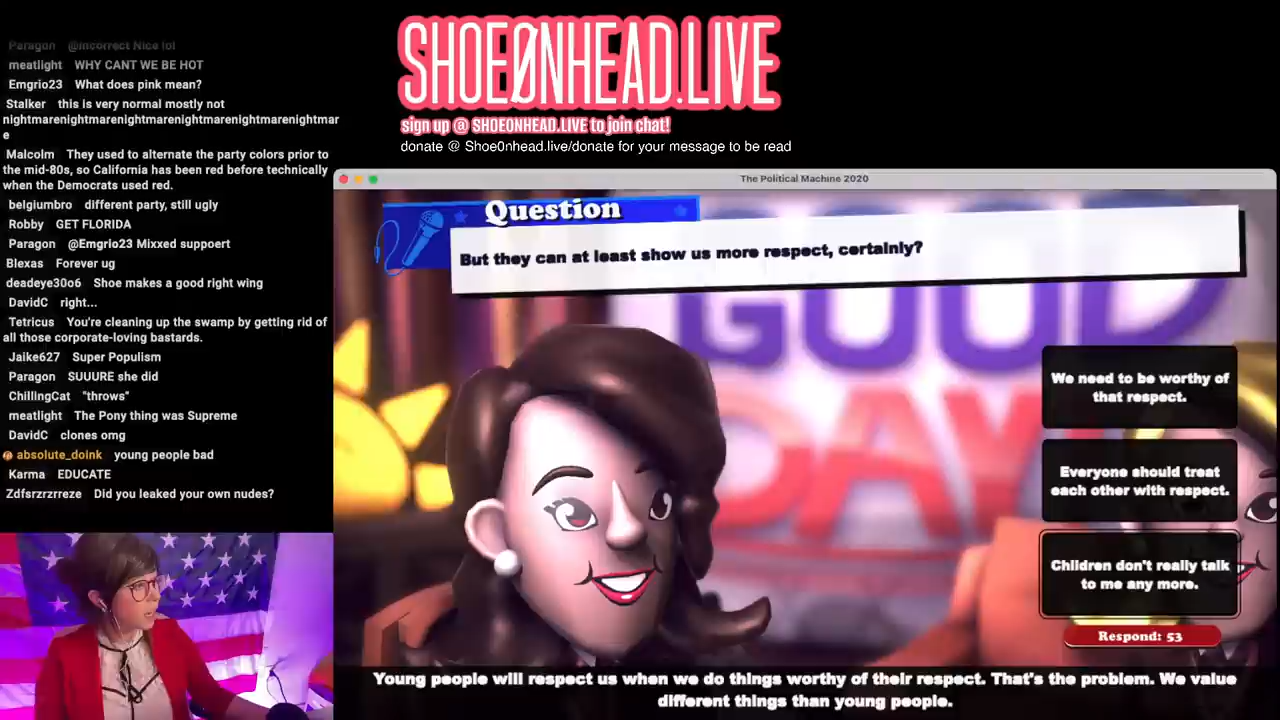 Paragon @incorrect Nice lol
meatlight WHY CANT WE BE HOT
Emgrio23 What does pink mean?
Stalker this is very normal mostly not
nightmarenightmarenightmarenightmarenightmarenightmar
e
Malcolm They used to alternate the party colors prior to
the mid-80s, so California has been red before technically
when the Democrats used red.
belgiumbro different party, still ugly
Robby GET FLORIDA
Paragon @Emgrio23 Mixxed suppoert
Blexas Forever ug
deadeye30o6 Shoe makes a good right wing
DavidC right...
Tetricus You're cleaning up the swamp by getting rid of
all those corporate-loving bastards.
Jaike627 Super Populism
Paragon SUUURE she did
ChillingCat "throws"
meatlight The Pony thing was Supreme
DavidC clones omg
absolute_doink young people bad
Karma EDUCATE
Zdfsrzrzrreze Did you leaked your own nudes?
SHOEØNHEAD.LIVE
sign up @ SHOE0NHEAD.LIVE to join chat!
donate @ Shoe0nhead.live/donate for your message to be read
The Political Machine 2020
Question
But they can at least show us more respect, certainly?
GOOD
DAY
We need to be worthy of
that respect.
Everyone should treat
each other with respect.
Children don't really talk
to me any more.
Respond: 53
Young people will respect us when we do things worthy of their respect. That's the problem. We value
different things than young people.